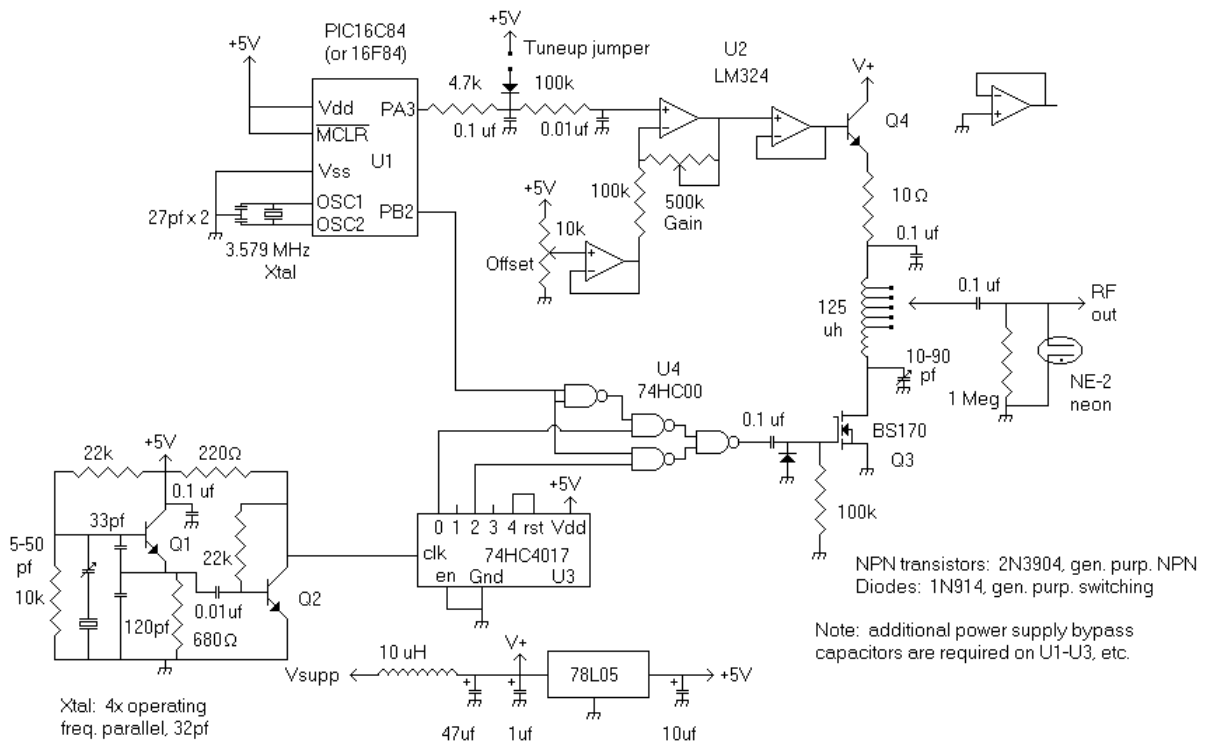 PIC16C84
(or 16F84)
+5V
+5V
Tuneup jumper
U2
LM324
V+
Vdd
MCLR
U1
Vss
OSC1
OSC2
PA3
PB2
4.7k
100k
0.1 uf
0.01uf
Q4
27pf x 2
3.579 MHz
Xtal
+5V
10k
Offset
100k
500k
Gain
10Ω
0.1 uf
125
uh
0.1 uf
RF
out
10-90
pf
1 Meg
NE-2
neon
U4
74HC00
0.1 uf
BS170
Q3
100k
+5V
22k
220Ω
0.1 uf
33pf
Q1
5-50
pf
10k
22k
0.01uf
Q2
120pf
680Ω
+5V
0 1 2 3 4 rst Vdd
clk
74HC4017
en
Gnd
U3
NPN transistors: 2N3904, gen. purp. NPN
Diodes: 1N914, gen. purp. switching
Note: additional power supply bypass
capacitors are required on U1-U3, etc.
Xtal: 4x operating
freq. parallel, 32pf
Vsupp
10 uH
V+
78L05
+5V
+
+
+
47uf
1uf
10uf